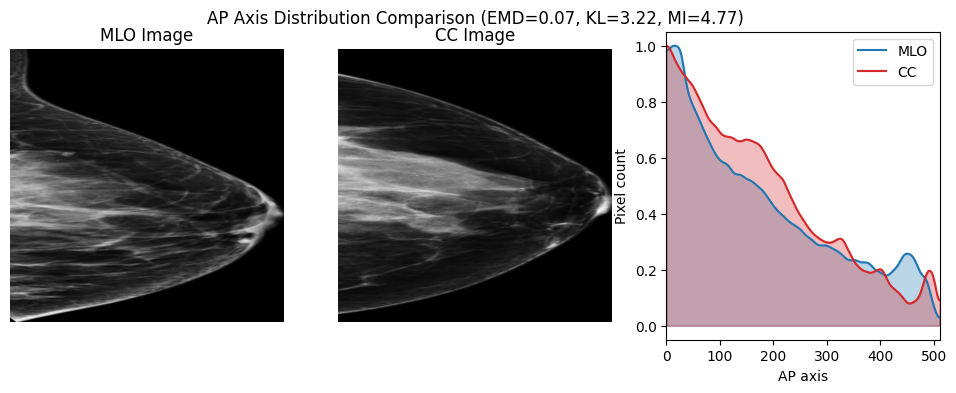 AP Axis Distribution Comparison (EMD=0.07, KL=3.22, MI=4.77)
MLO Image
CC Image
MLO
CC
1.0
0.8
0.6
0.4
0.2
0.0
Pixel count
0 100 200 300 400 500
AP axis